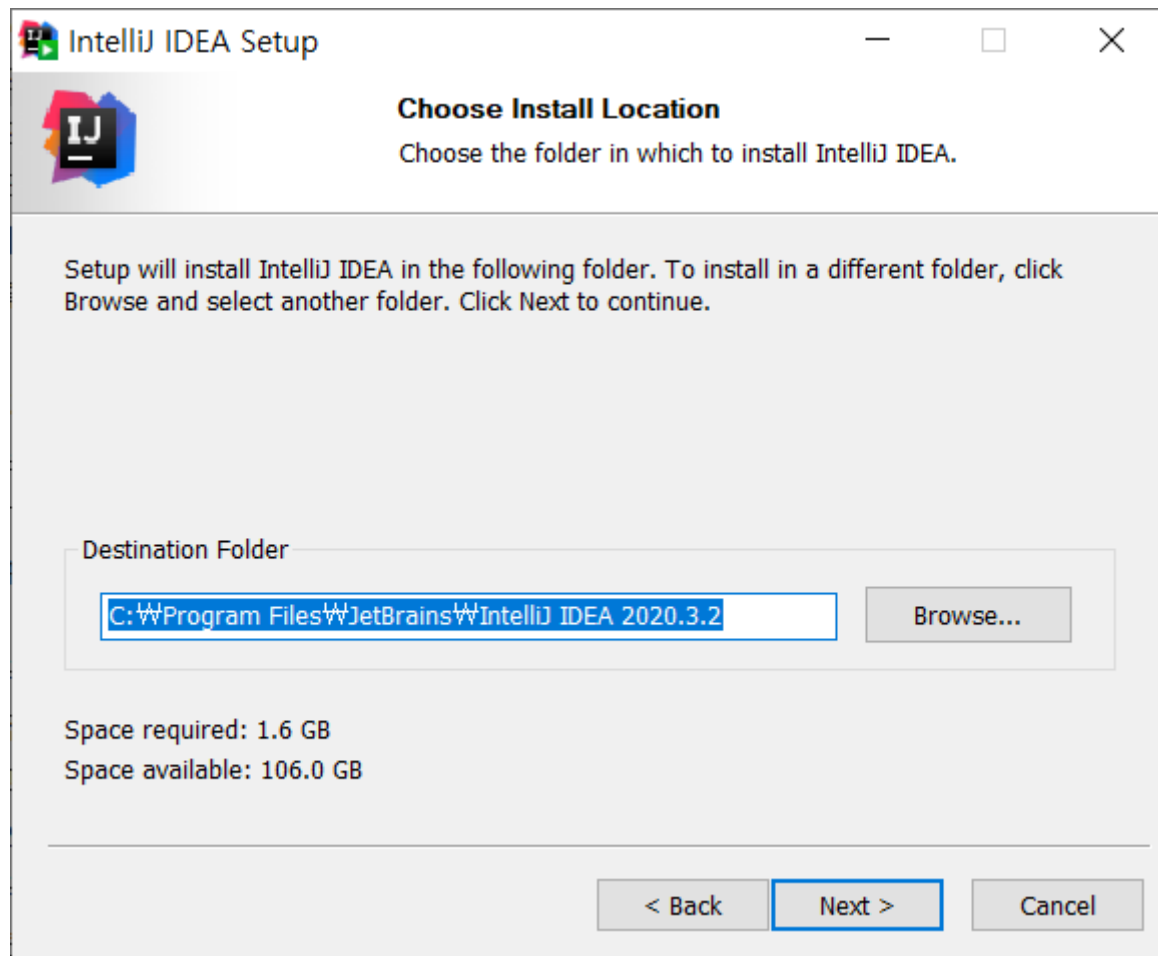 IntelliJ IDEA Setup
IJ
Choose Install Location
Choose the folder in which to install IntelliJ IDEA.
Setup will install IntelliJ IDEA in the following folder. To install in a different folder, click
Browse and select another folder. Click Next to continue.
Destination Folder
C:₩Program Files₩JetBrains₩IntelliJ IDEA 2020.3.2
Browse...
Space required: 1.6 GB
Space available: 106.0 GB
< Back
Next >
Cancel